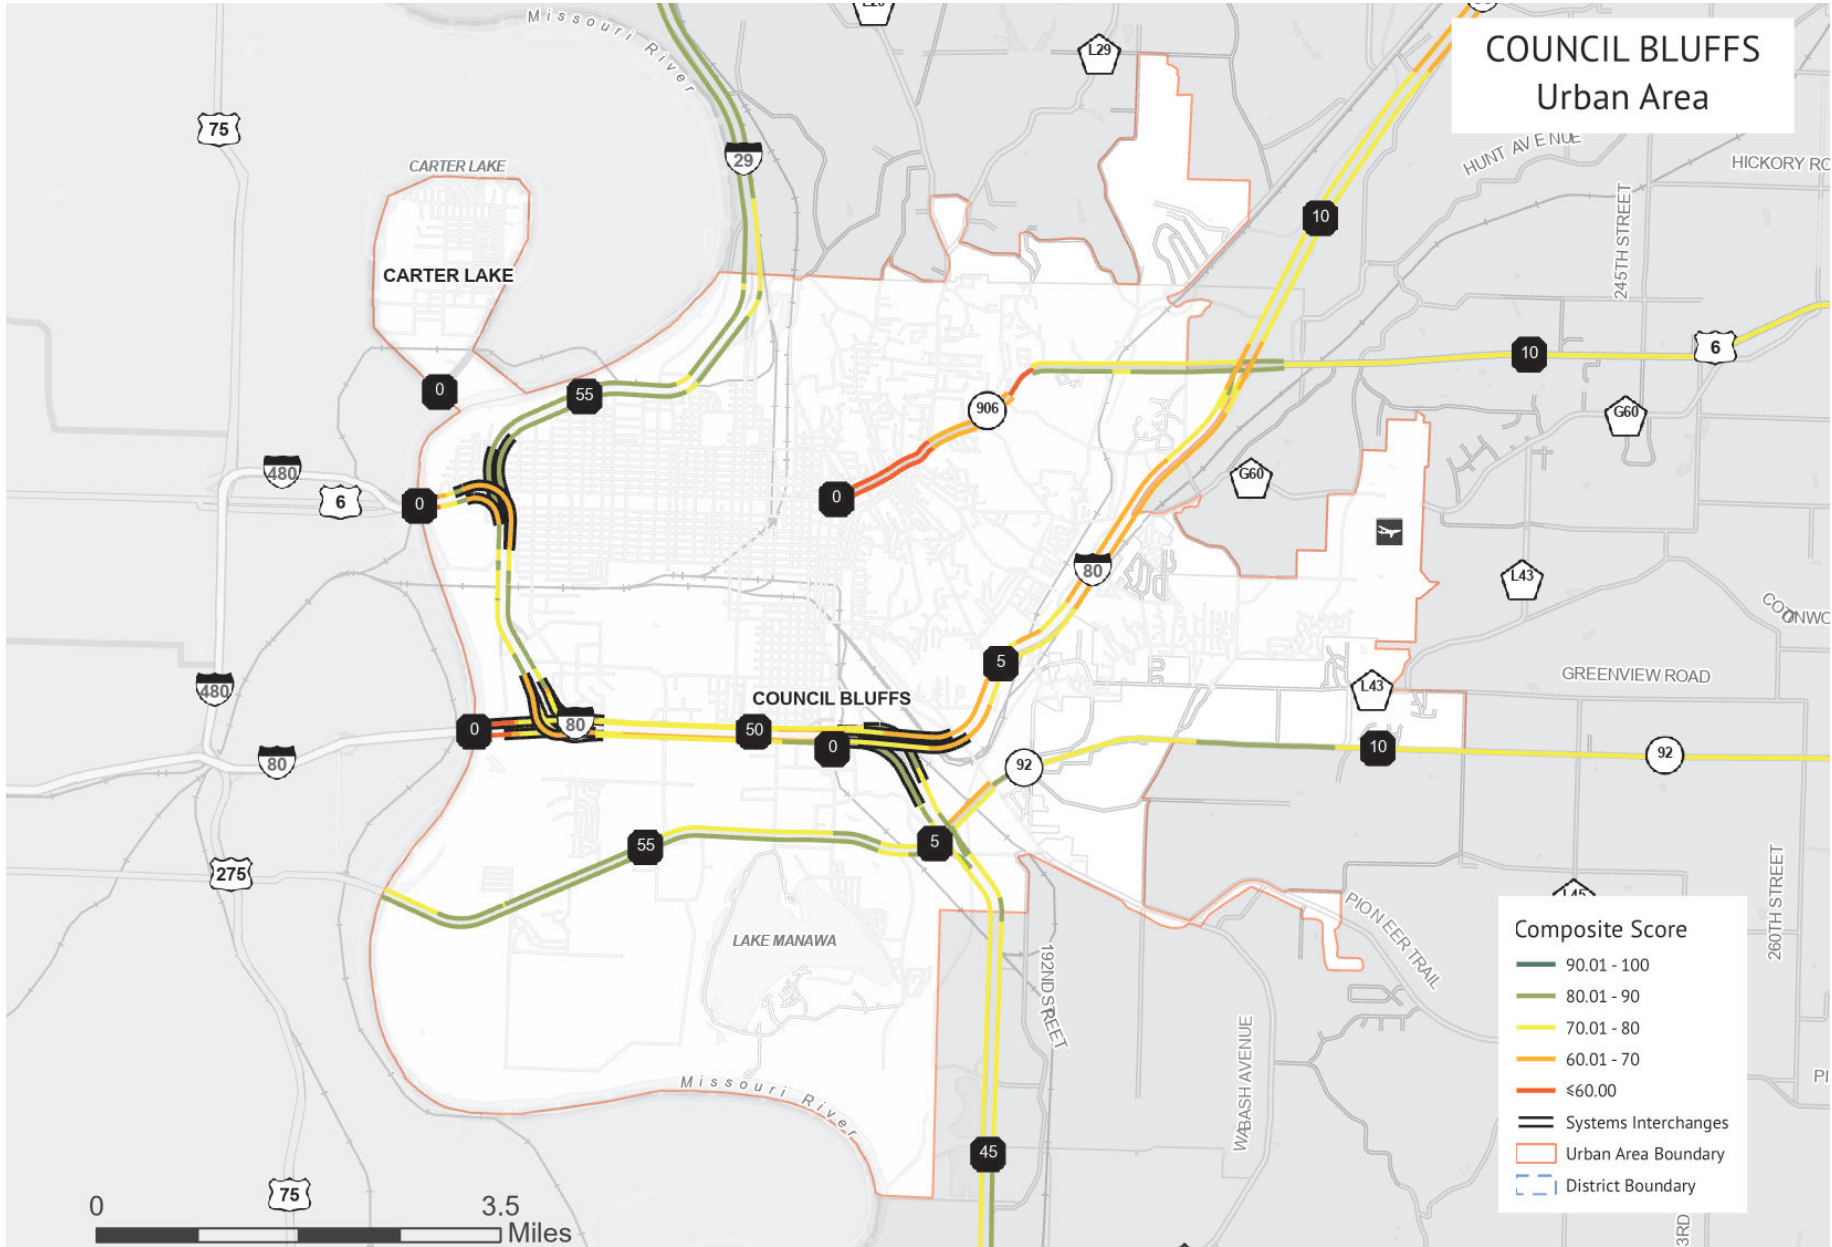 COUNCIL BLUFFS
Urban Area
Missouri River
L29
75
29
CARTER LAKE
HUNT AVENUE
HICKORY RO
245TH STREET
10
CARTER LAKE
0
55
6
10
906
G60
G60
480
6
0
0
80
L43
5
GREENVIEW ROAD
480
L43
COUNCIL BLUFFS
0
80
50
0
80
92
10
92
55
5
275
PIONEER TRAIL
260TH STREET
LAKE MANAWA
192ND STREET
WABASH AVENUE
Missouri River
45
75
PI
3RD
Composite Score
90.01 - 100
80.01 - 90
70.01 - 80
60.01 - 70
≤60.00
Systems Interchanges
Urban Area Boundary
District Boundary
0 3.5
Miles